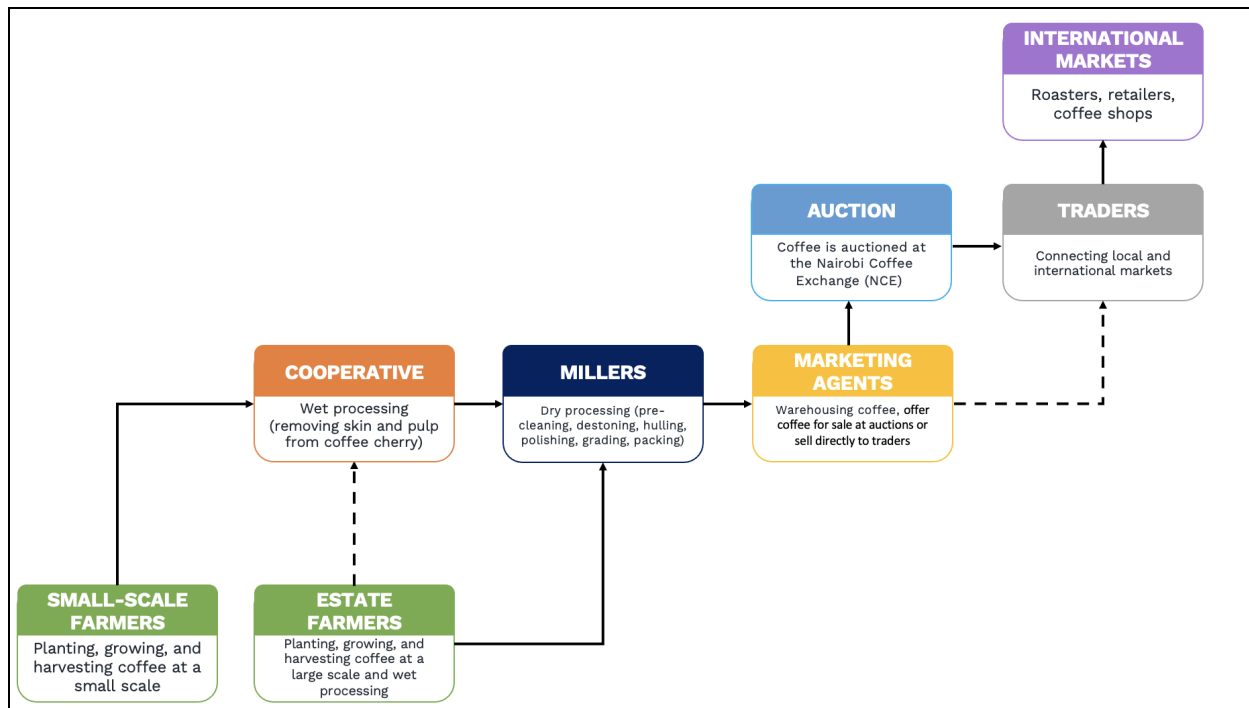 INTERNATIONAL
MARKETS
Roasters, retailers,
coffee shops
AUCTION
Coffee is auctioned at
the Nairobi Coffee
Exchange (NCE)
TRADERS
Connecting local and
international markets
COOPERATIVE
Wet processing
(removing skin and pulp
from coffee cherry)
MILLERS
Dry processing (pre-
cleaning, destoning, hulling,
polishing, grading, packing)
MARKETING
AGENTS
Warehousing coffee, offer
coffee for sale at auctions or
sell directly to traders
SMALL-SCALE
FARMERS
Planting, growing, and
harvesting coffee at a
small scale
ESTATE
FARMERS
Planting, growing, and
harvesting coffee at a
large scale and wet
processing